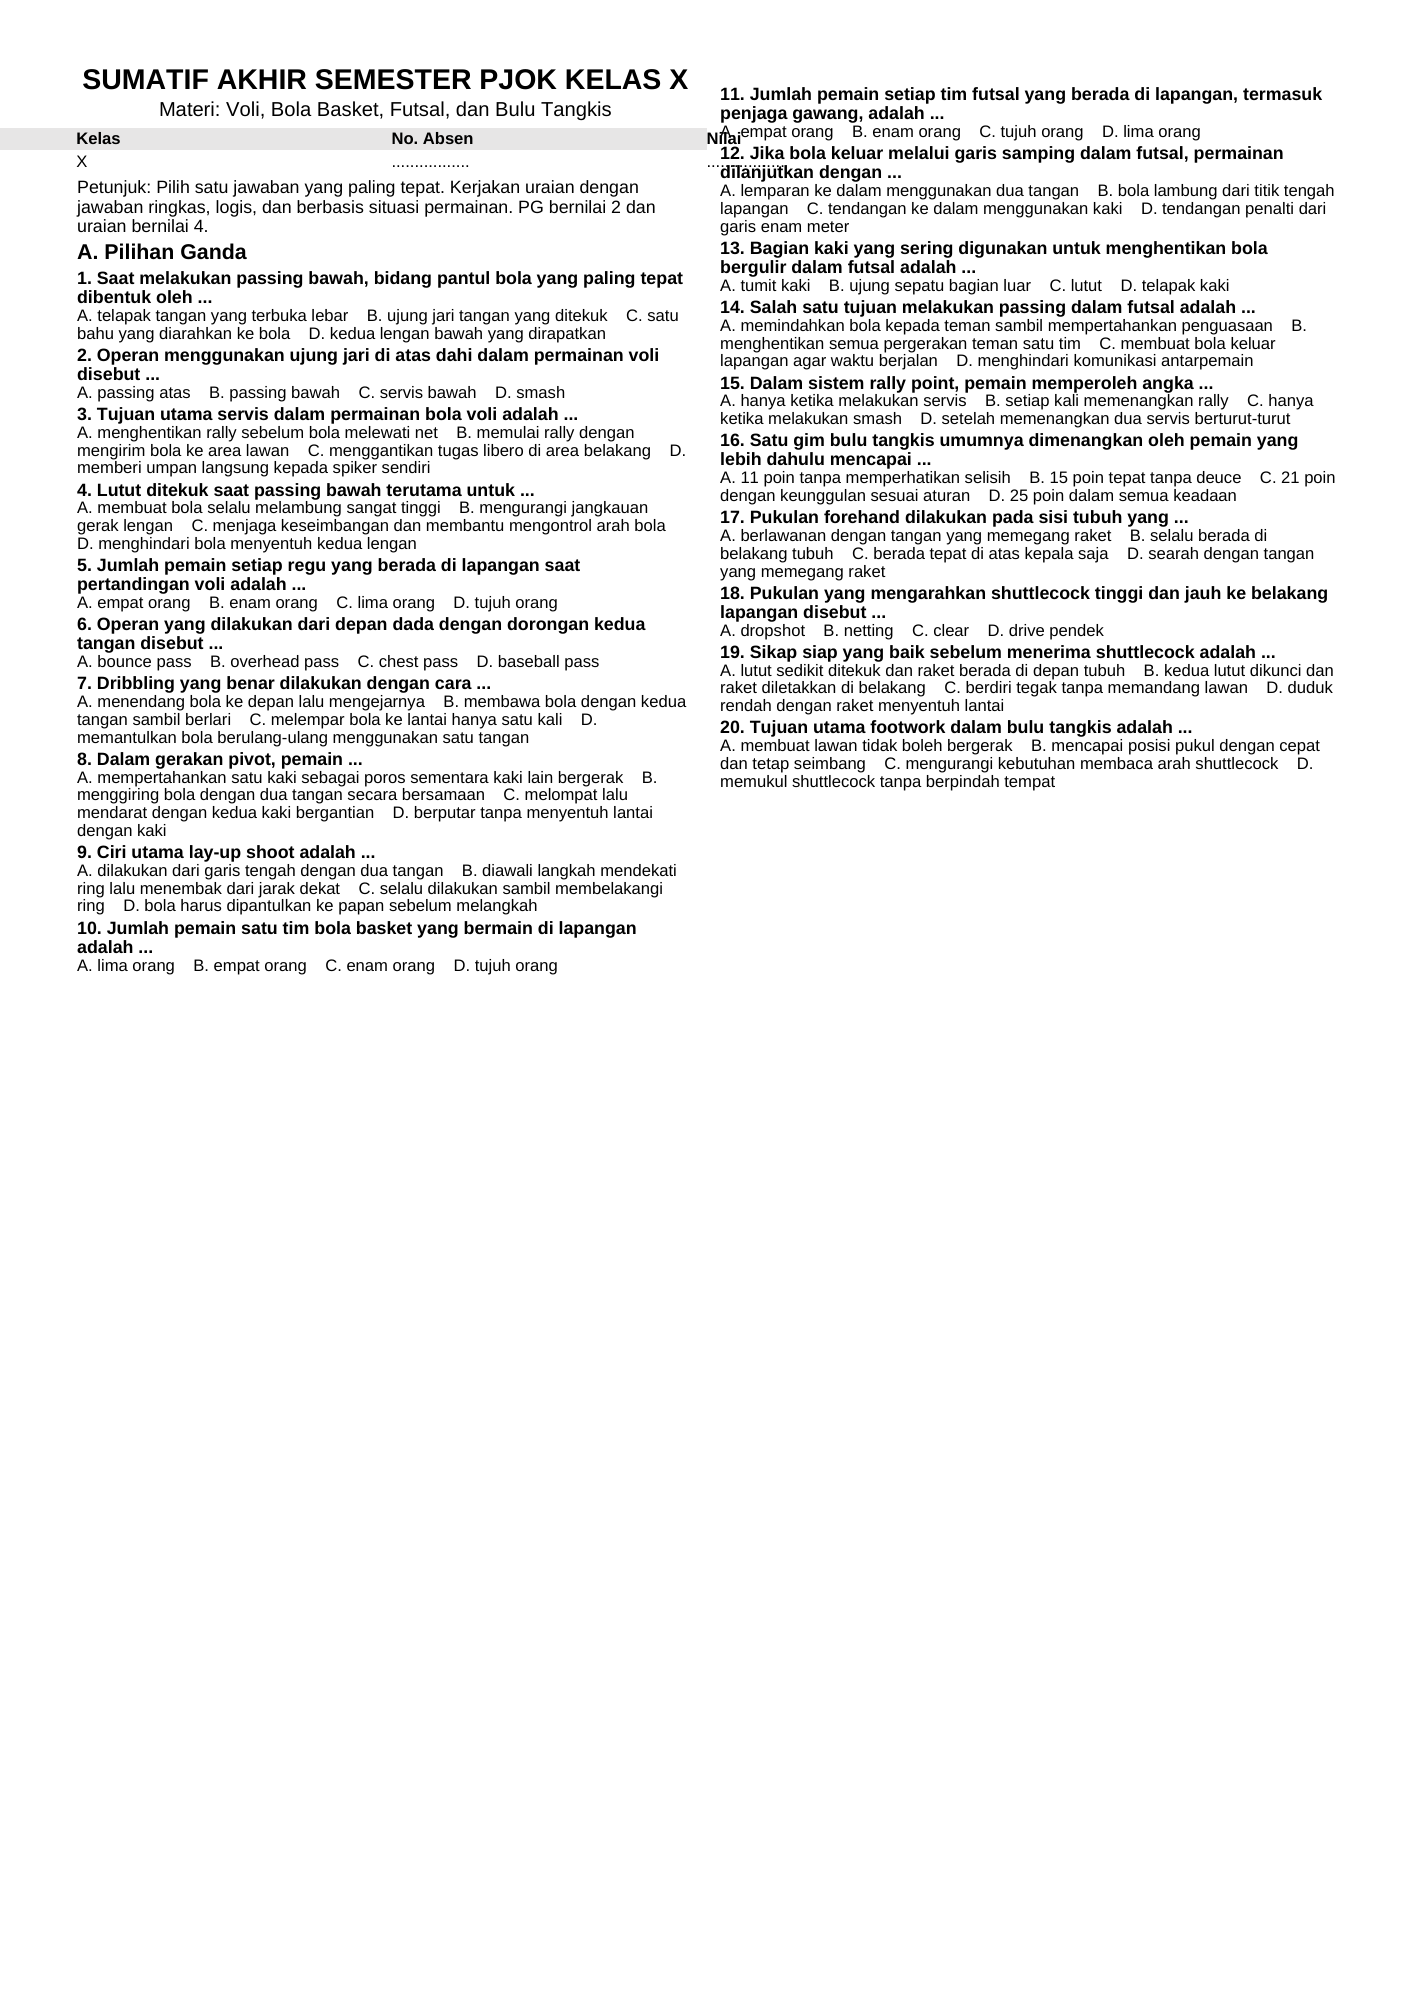 SUMATIF AKHIR SEMESTER PJOK KELAS X
Materi: Voli, Bola Basket, Futsal, dan Bulu Tangkis
Kelas No. Absen Nilai
X ................. .................
Petunjuk: Pilih satu jawaban yang paling tepat. Kerjakan uraian dengan
jawaban ringkas, logis, dan berbasis situasi permainan. PG bernilai 2 dan
uraian bernilai 4.
A. Pilihan Ganda
1. Saat melakukan passing bawah, bidang pantul bola yang paling tepat
dibentuk oleh ...
A. telapak tangan yang terbuka lebar B. ujung jari tangan yang ditekuk C. satu
bahu yang diarahkan ke bola D. kedua lengan bawah yang dirapatkan
2. Operan menggunakan ujung jari di atas dahi dalam permainan voli
disebut ...
A. passing atas B. passing bawah C. servis bawah D. smash
3. Tujuan utama servis dalam permainan bola voli adalah ...
A. menghentikan rally sebelum bola melewati net B. memulai rally dengan
mengirim bola ke area lawan C. menggantikan tugas libero di area belakang D.
memberi umpan langsung kepada spiker sendiri
4. Lutut ditekuk saat passing bawah terutama untuk ...
A. membuat bola selalu melambung sangat tinggi B. mengurangi jangkauan
gerak lengan C. menjaga keseimbangan dan membantu mengontrol arah bola
D. menghindari bola menyentuh kedua lengan
5. Jumlah pemain setiap regu yang berada di lapangan saat
pertandingan voli adalah ...
A. empat orang B. enam orang C. lima orang D. tujuh orang
6. Operan yang dilakukan dari depan dada dengan dorongan kedua
tangan disebut ...
A. bounce pass B. overhead pass C. chest pass D. baseball pass
7. Dribbling yang benar dilakukan dengan cara ...
A. menendang bola ke depan lalu mengejarnya B. membawa bola dengan kedua
tangan sambil berlari C. melempar bola ke lantai hanya satu kali D.
memantulkan bola berulang-ulang menggunakan satu tangan
8. Dalam gerakan pivot, pemain ...
A. mempertahankan satu kaki sebagai poros sementara kaki lain bergerak B.
menggiring bola dengan dua tangan secara bersamaan C. melompat lalu
mendarat dengan kedua kaki bergantian D. berputar tanpa menyentuh lantai
dengan kaki
9. Ciri utama lay-up shoot adalah ...
A. dilakukan dari garis tengah dengan dua tangan B. diawali langkah mendekati
ring lalu menembak dari jarak dekat C. selalu dilakukan sambil membelakangi
ring D. bola harus dipantulkan ke papan sebelum melangkah
10. Jumlah pemain satu tim bola basket yang bermain di lapangan
adalah ...
A. lima orang B. empat orang C. enam orang D. tujuh orang
11. Jumlah pemain setiap tim futsal yang berada di lapangan, termasuk
penjaga gawang, adalah ...
A. empat orang B. enam orang C. tujuh orang D. lima orang
12. Jika bola keluar melalui garis samping dalam futsal, permainan
dilanjutkan dengan ...
A. lemparan ke dalam menggunakan dua tangan B. bola lambung dari titik tengah
lapangan C. tendangan ke dalam menggunakan kaki D. tendangan penalti dari
garis enam meter
13. Bagian kaki yang sering digunakan untuk menghentikan bola
bergulir dalam futsal adalah ...
A. tumit kaki B. ujung sepatu bagian luar C. lutut D. telapak kaki
14. Salah satu tujuan melakukan passing dalam futsal adalah ...
A. memindahkan bola kepada teman sambil mempertahankan penguasaan B.
menghentikan semua pergerakan teman satu tim C. membuat bola keluar
lapangan agar waktu berjalan D. menghindari komunikasi antarpemain
15. Dalam sistem rally point, pemain memperoleh angka ...
A. hanya ketika melakukan servis B. setiap kali memenangkan rally C. hanya
ketika melakukan smash D. setelah memenangkan dua servis berturut-turut
16. Satu gim bulu tangkis umumnya dimenangkan oleh pemain yang
lebih dahulu mencapai ...
A. 11 poin tanpa memperhatikan selisih B. 15 poin tepat tanpa deuce C. 21 poin
dengan keunggulan sesuai aturan D. 25 poin dalam semua keadaan
17. Pukulan forehand dilakukan pada sisi tubuh yang ...
A. berlawanan dengan tangan yang memegang raket B. selalu berada di
belakang tubuh C. berada tepat di atas kepala saja D. searah dengan tangan
yang memegang raket
18. Pukulan yang mengarahkan shuttlecock tinggi dan jauh ke belakang
lapangan disebut ...
A. dropshot B. netting C. clear D. drive pendek
19. Sikap siap yang baik sebelum menerima shuttlecock adalah ...
A. lutut sedikit ditekuk dan raket berada di depan tubuh B. kedua lutut dikunci dan
raket diletakkan di belakang C. berdiri tegak tanpa memandang lawan D. duduk
rendah dengan raket menyentuh lantai
20. Tujuan utama footwork dalam bulu tangkis adalah ...
A. membuat lawan tidak boleh bergerak B. mencapai posisi pukul dengan cepat
dan tetap seimbang C. mengurangi kebutuhan membaca arah shuttlecock D.
memukul shuttlecock tanpa berpindah tempat